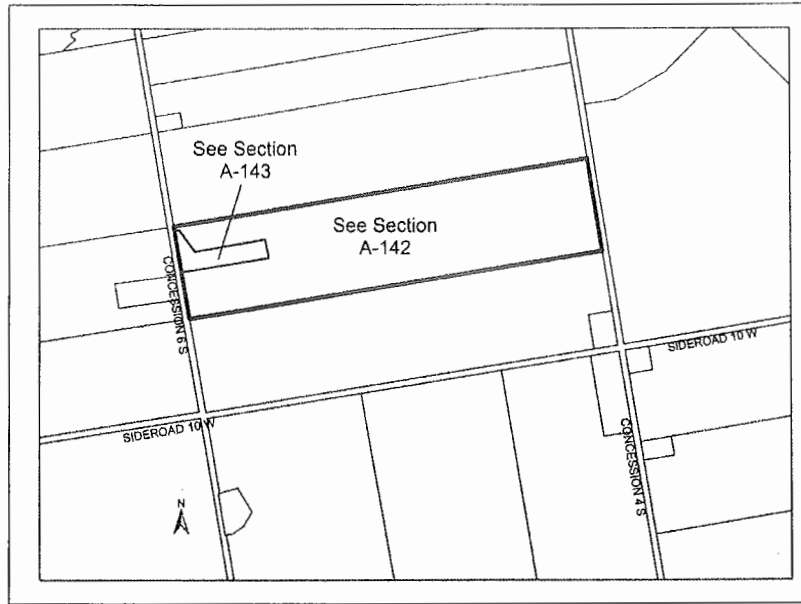 See Section
A-143
See Section
A-142
CONCESSION 6 S
SIDEROAD 10 W
SIDEROAD 10 W
CONCESSION 4 S
N